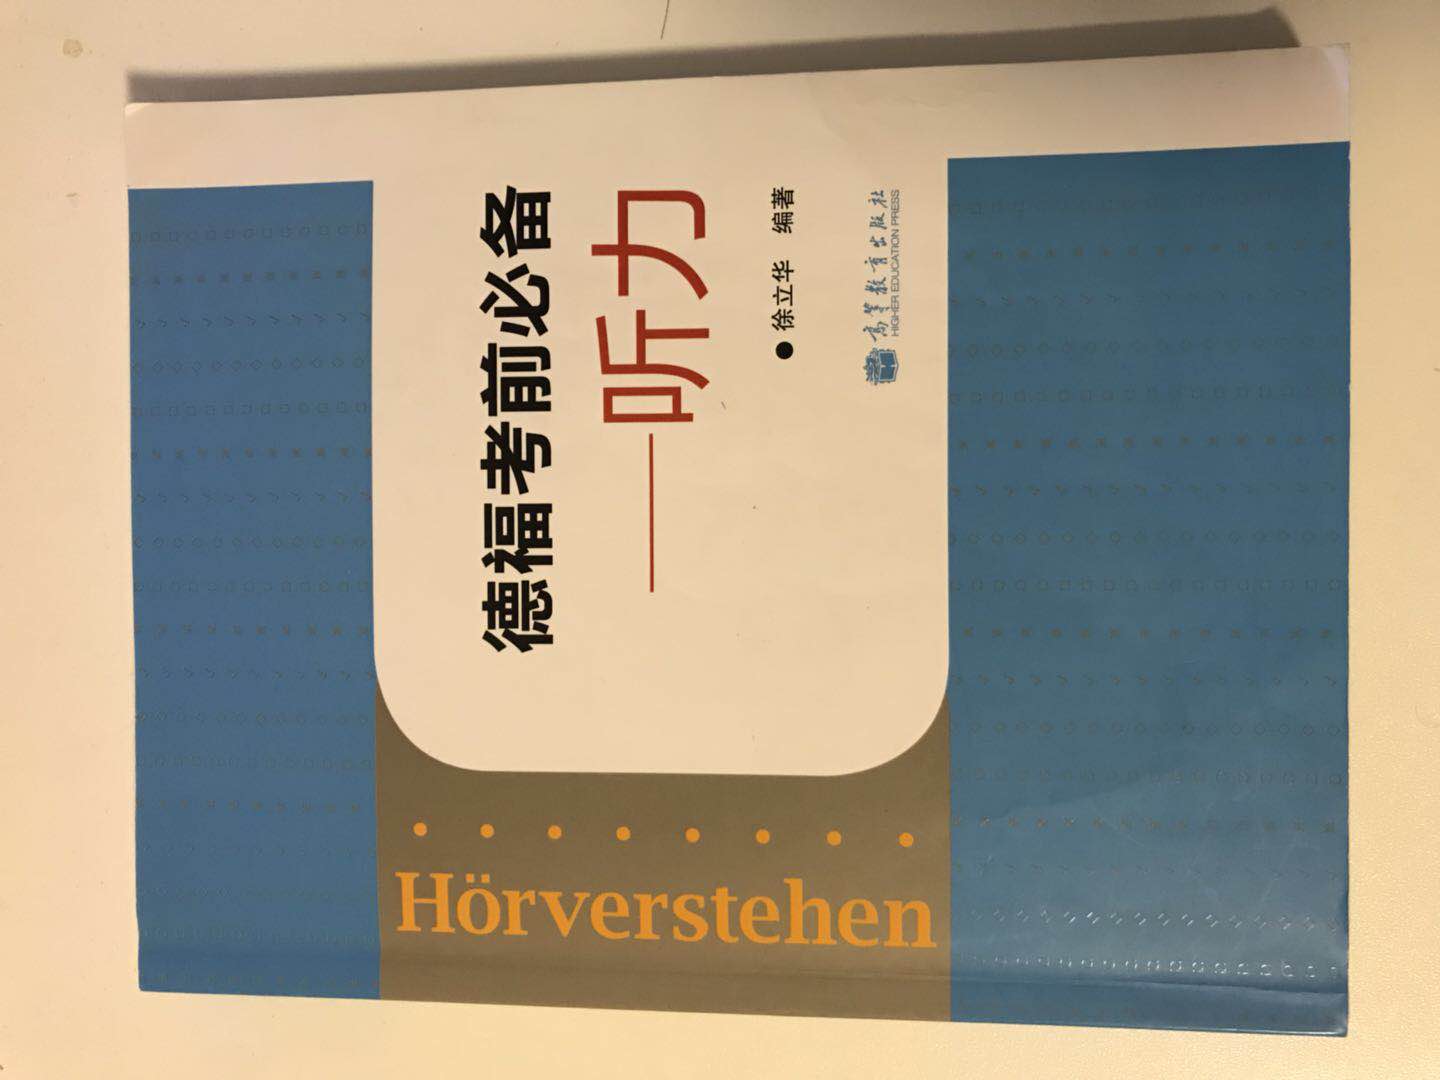 德福考前必备
——听力
●徐立华 编著
高等教育出版社
HIGHER EDUCATION PRESS
Hörverstehen